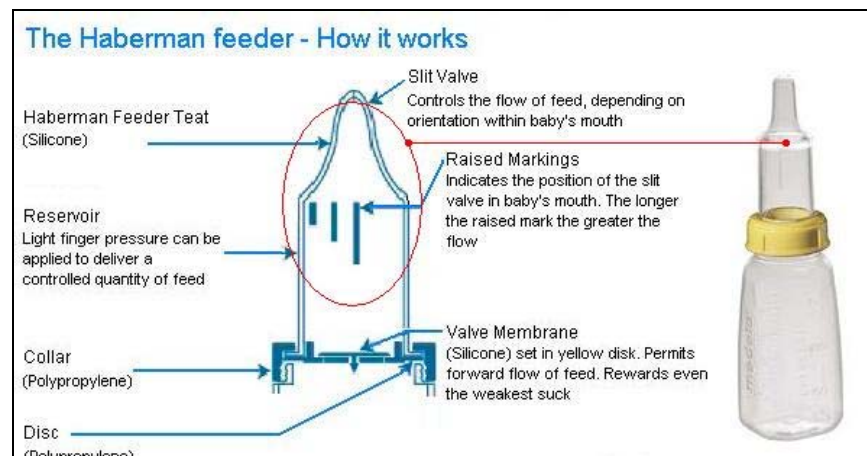 The Haberman feeder - How it works
Slit Valve
Controls the flow of feed, depending on
orientation within baby's mouth
Haberman Feeder Teat
(Silicone)
Raised Markings
Indicates the position of the slit
valve in baby's mouth. The longer
the raised mark the greater the
flow
Reservoir
Light finger pressure can be
applied to deliver a
controlled quantity of feed
Valve Membrane
(Silicone) set in yellow disk. Permits
forward flow of feed. Rewards even
the weakest suck
Collar
(Polypropylene)
Disc
(Polypropylene)
medela